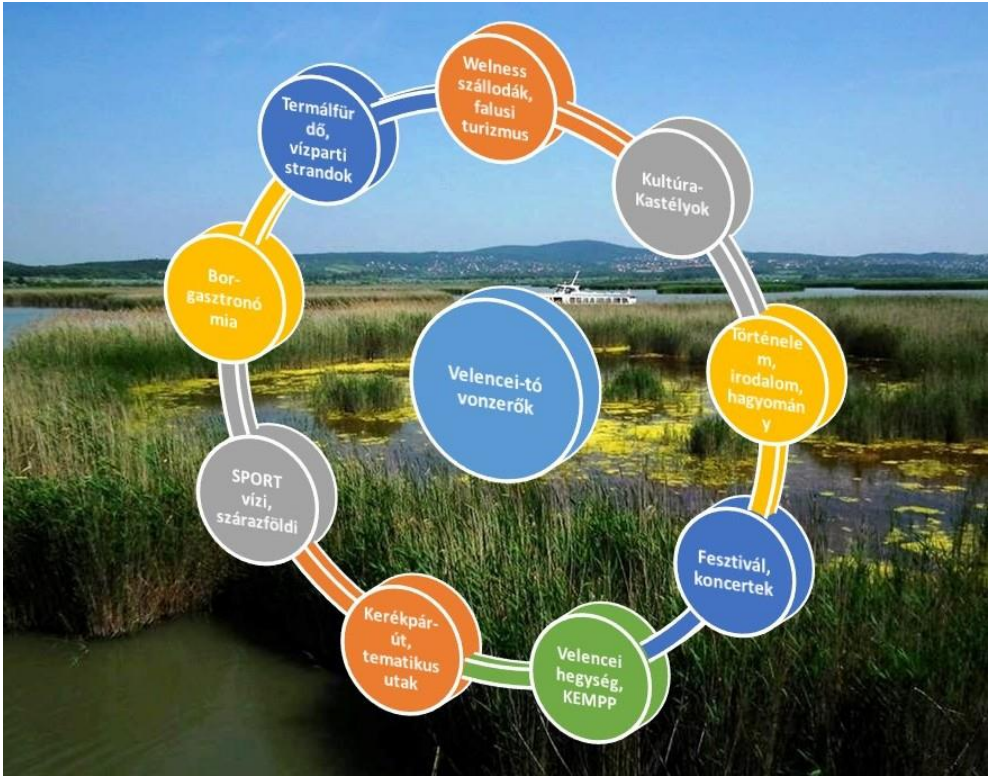 Welness
szállodák,
falusi
turizmus
Kultúra-
Kastélyok
Történele
m,
irodalom,
hagyomán
y
Fesztivál,
koncertek
Velencei
hegység,
KEMPP
Kerékpár-
út,
tematikus
utak
SPORT
vízi,
szárazföldi
Bor-
gasztronó
mia
Termálfür
dő,
vízparti
strandok
Velencei-tó
vonzerők